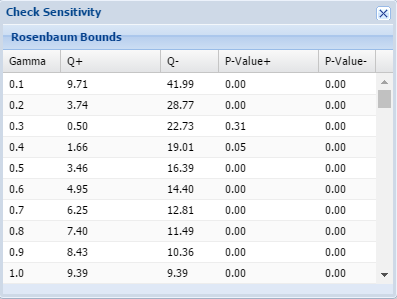 Check Sensitivity
Rosenbaum Bounds
Gamma Q+ Q- P-Value+ P-Value-
0.1 9.71 41.99 0.00 0.00
0.2 3.74 28.77 0.00 0.00
0.3 0.50 22.73 0.31 0.00
0.4 1.66 19.01 0.05 0.00
0.5 3.46 16.39 0.00 0.00
0.6 4.95 14.40 0.00 0.00
0.7 6.25 12.81 0.00 0.00
0.8 7.40 11.49 0.00 0.00
0.9 8.43 10.36 0.00 0.00
1.0 9.39 9.39 0.00 0.00